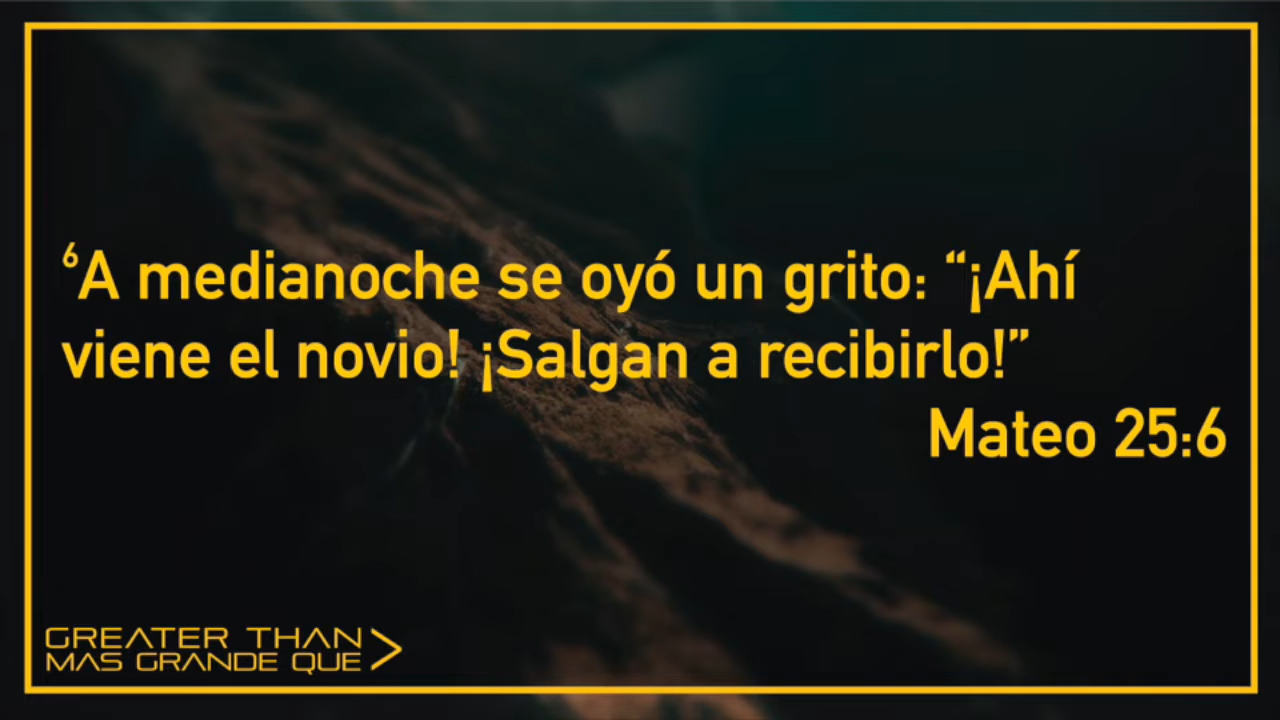 ⁶A medianoche se oyó un grito: “¡Ahí
viene el novio! ¡Salgan a recibirlo!”
Mateo 25:6
GREATER THAN
MAS GRANDE QUE >